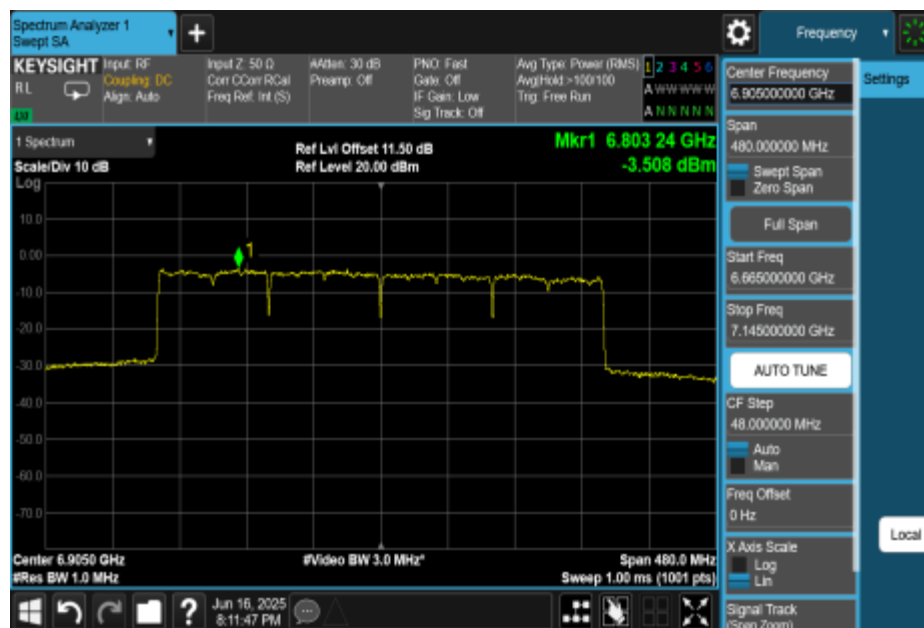 Spectrum Analyzer 1
Swept SA
+
Frequency
KEYSIGHT
RL
LXI
Input: RF
Coupling: DC
Align: Auto
Input Z: 50 Ω
Corr CCorr RCal
Freq Ref: Int (S)
#Atten: 30 dB
Preamp: Off
PNO: Fast
Gate: Off
IF Gain: Low
Sig Track: Off
Avg Type: Power (RMS)
Avg|Hold: >100/100
Trig: Free Run
1 2 3 4 5 6
A W W W W W
A N N N N N
1 Spectrum
Scale/Div 10 dB
Log
Ref Lvl Offset 11.50 dB
Ref Level 20.00 dBm
Mkr1 6.803 24 GHz
-3.508 dBm
10.0
0.00
-10.0
-20.0
-30.0
-40.0
-50.0
-60.0
-70.0
1
Center 6.9050 GHz
#Res BW 1.0 MHz
#Video BW 3.0 MHz*
Span 480.0 MHz
Sweep 1.00 ms (1001 pts)
Center Frequency
6.905000000 GHz
Span
480.000000 MHz
Swept Span
Zero Span
Full Span
Start Freq
6.665000000 GHz
Stop Freq
7.145000000 GHz
AUTO TUNE
CF Step
48.000000 MHz
Auto
Man
Freq Offset
0 Hz
X Axis Scale
Log
Lin
Signal Track
(Span Zoom)
Settings
Local
?
Jun 16, 2025
8:11:47 PM